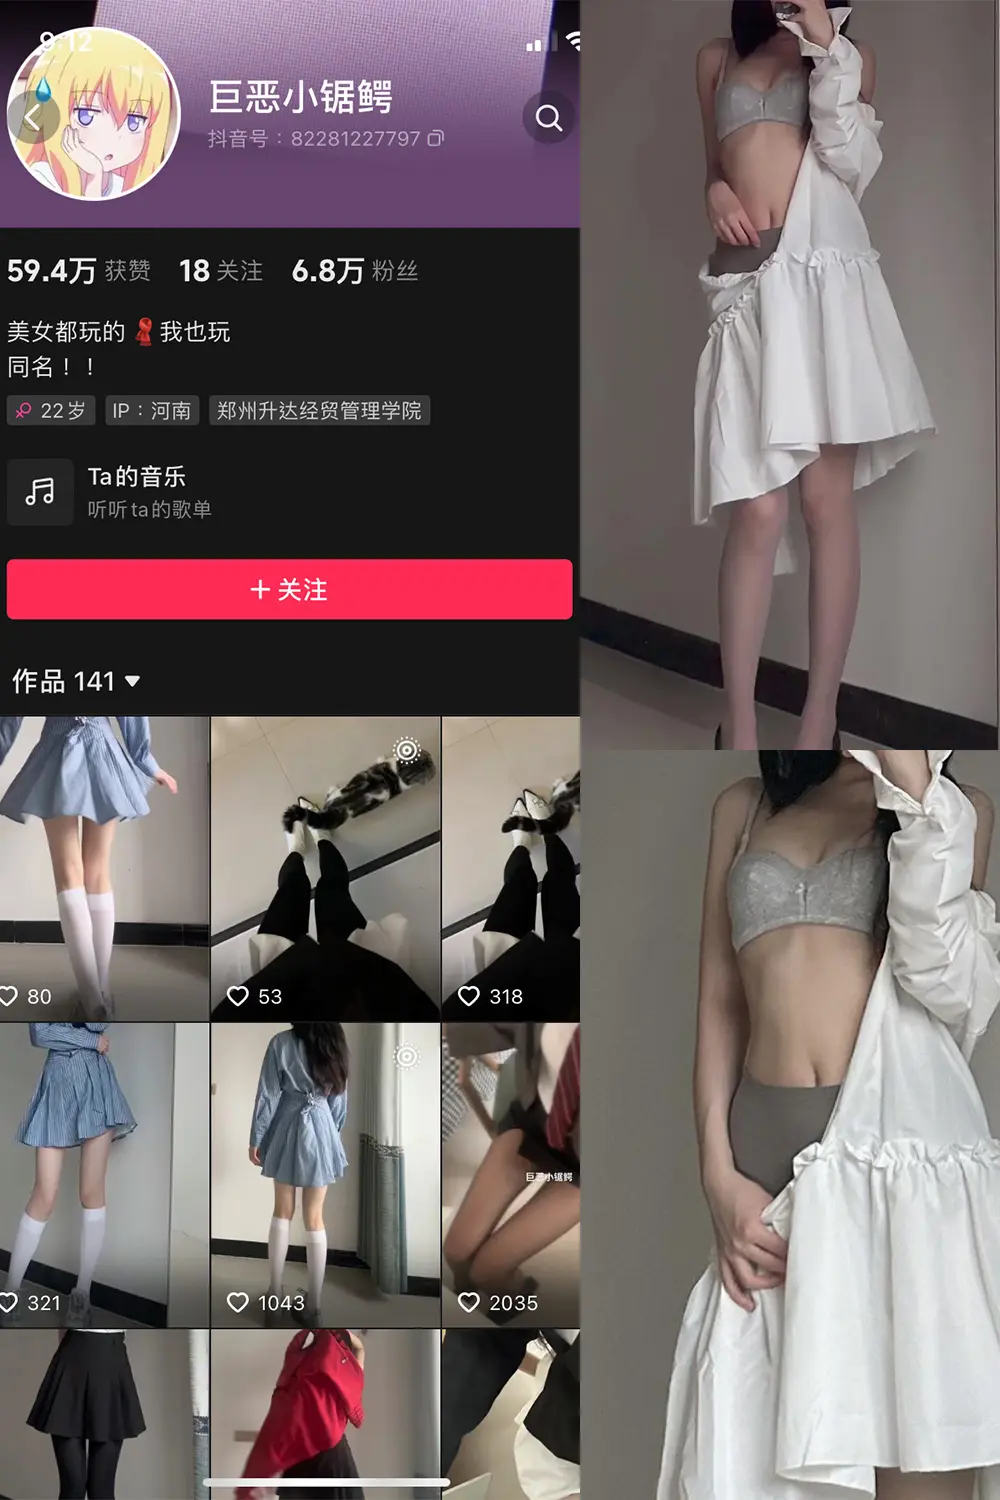 9:12
巨恶小锯鳄
抖音号：82281227797
59.4万 获赞 18 关注 6.8万 粉丝
美女都玩的 我也玩
同名！！
22岁 IP：河南 郑州升达经贸管理学院
Ta的音乐
听听ta的歌单
+ 关注
作品 141
80 53 318
巨恶小锯鳄
321 1043 2035